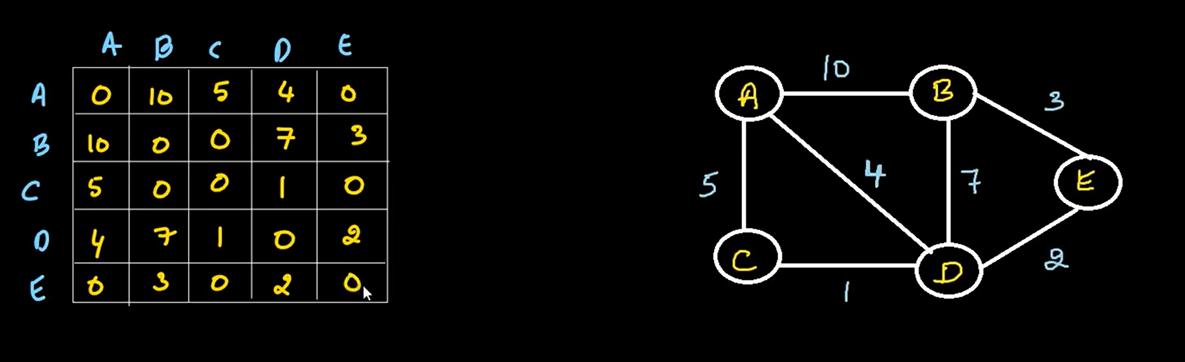 A B C D E
A 0 10 5 4 0
B 10 0 0 7 3
C 5 0 0 1 0
D 4 7 1 0 2
E 0 3 0 2 0
10
A B
3
5 4 7 E
C D 2
1